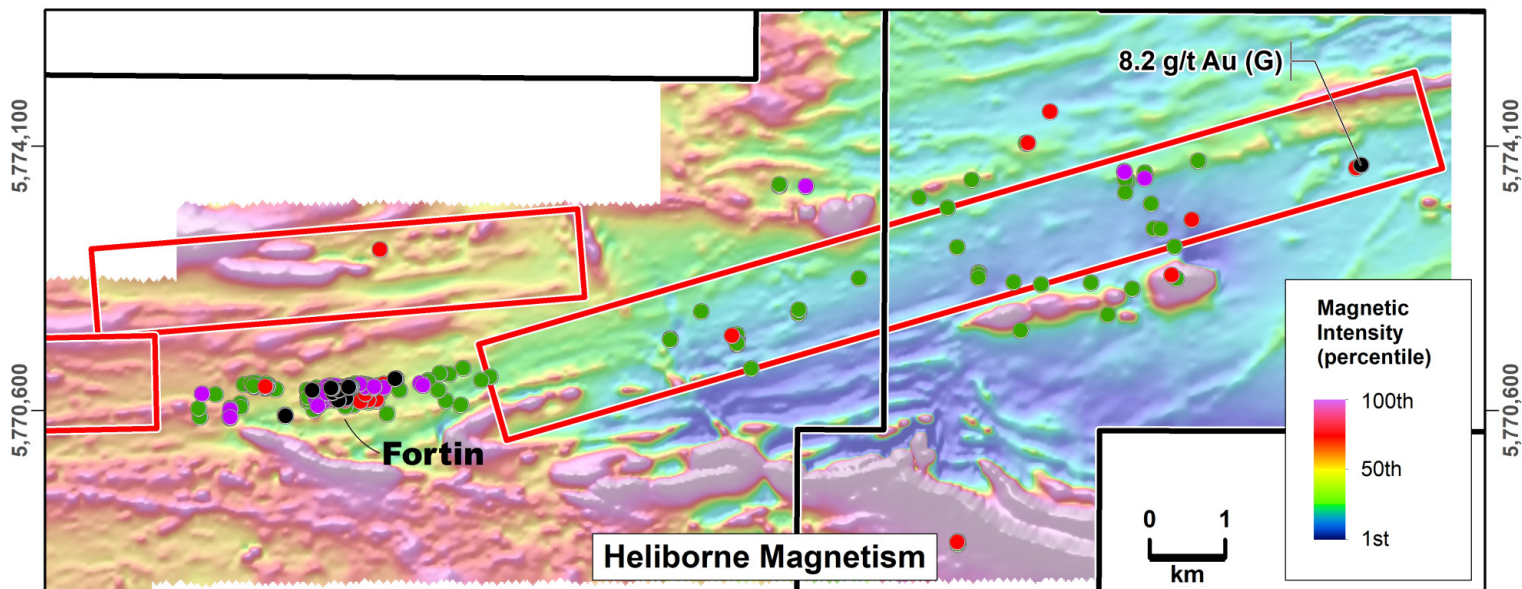 8.2 g/t Au (G)
5,774,100
5,774,100
5,770,600
5,770,600
Fortin
Heliborne Magnetism
0 1
km
Magnetic
Intensity
(percentile)
100th
50th
1st